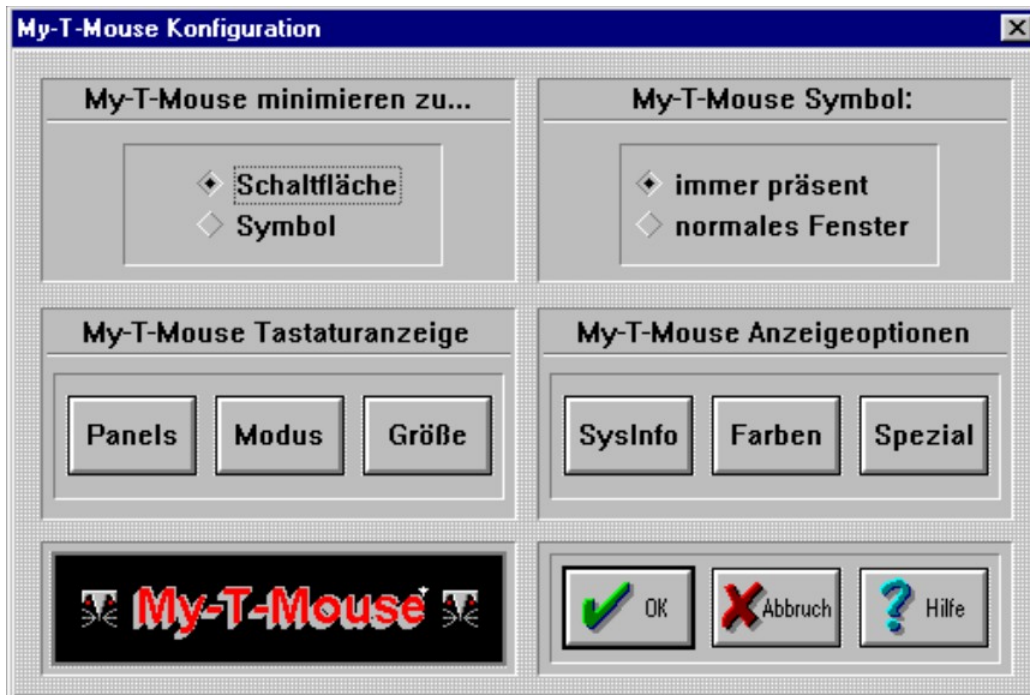 My-T-Mouse Konfiguration
My-T-Mouse minimieren zu...
Schaltfläche
Symbol
My-T-Mouse Symbol:
immer präsent
normales Fenster
My-T-Mouse Tastaturanzeige
Panels Modus Größe
My-T-Mouse Anzeigeoptionen
SysInfo Farben Spezial
My-T-Mouse
OK Abbruch Hilfe